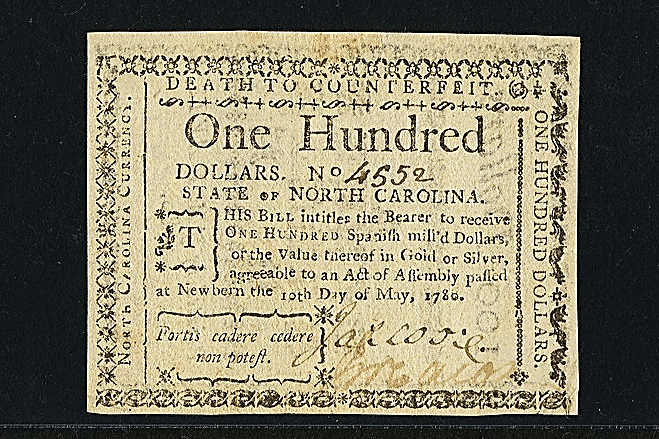 DEATH TO COUNTERFEIT.
One Hundred
DOLLARS. No 4552
STATE OF NORTH CAROLINA.
THIS BILL intitles the Bearer to receive
ONE HUNDRED Spanish mill'd Dollars,
or the Value thereof in Gold or Silver,
agreeable to an Act of Assembly passed
at Newbern the 10th Day of May, 1780.
Fortis cadere cedere
non potest.
NORTH CAROLINA CURRENCY.
ONE HUNDRED DOLLARS.